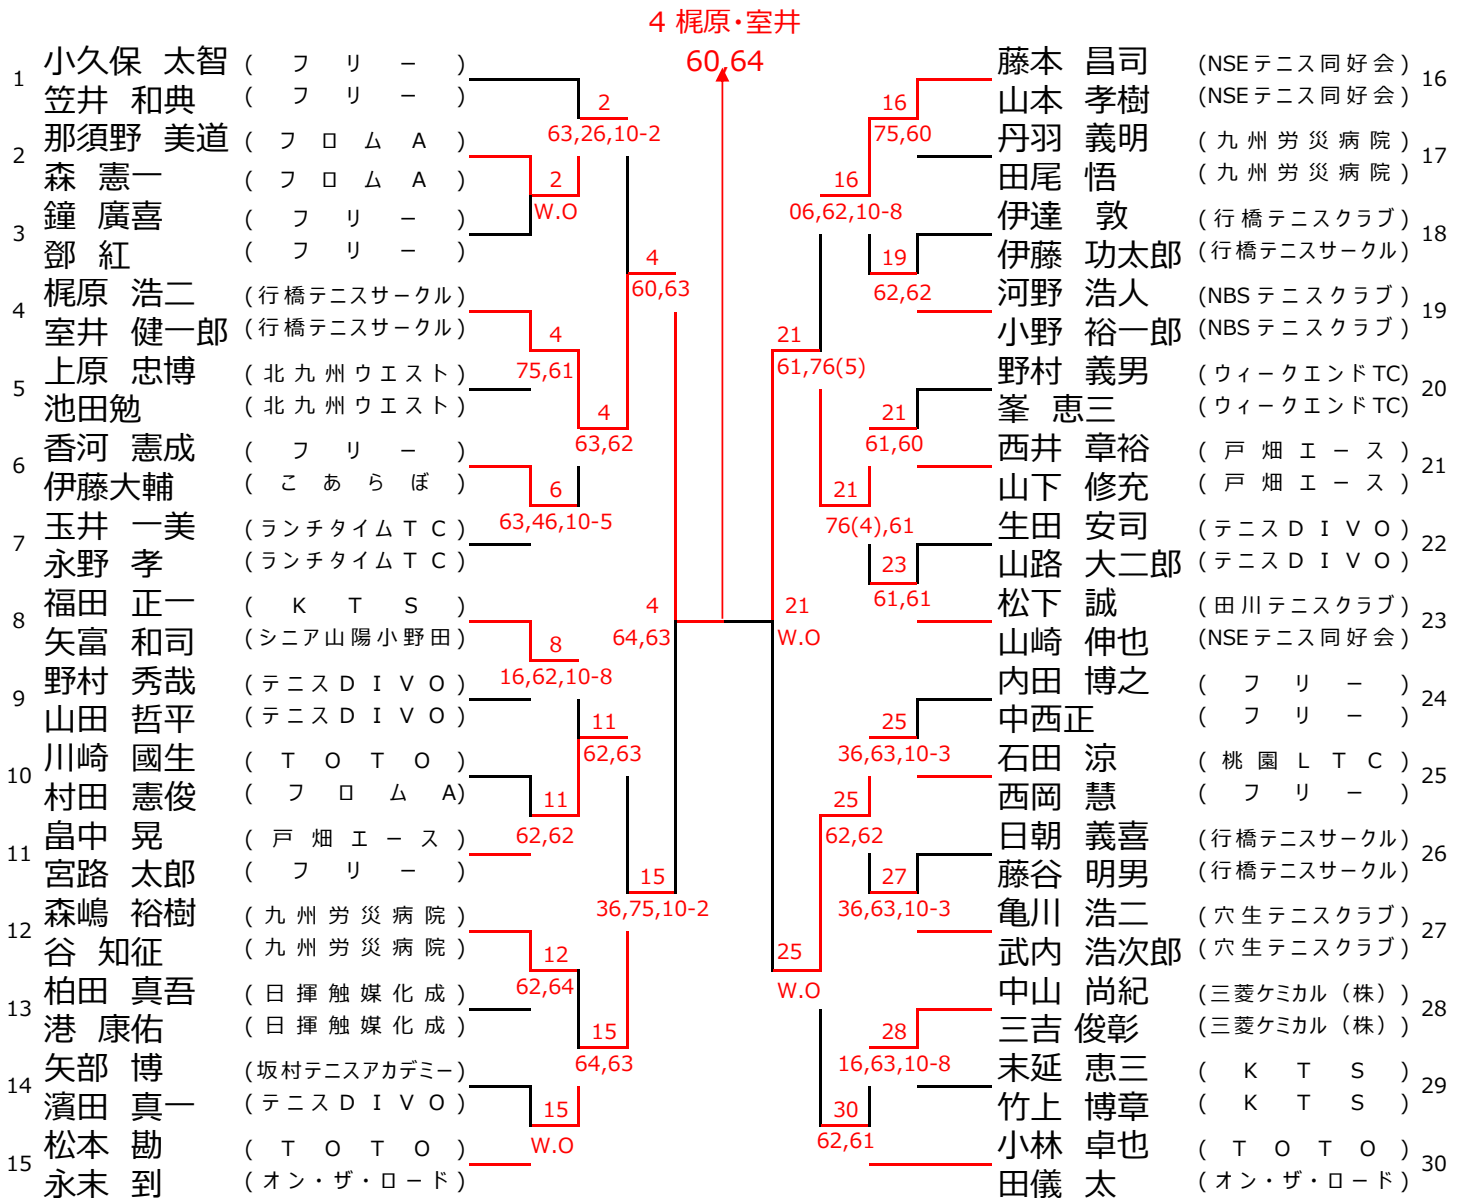 4 梶原・室井
60,64
1 小久保 太智 (フリー)
笠井 和典 (フリー)
2 那須野 美道 (フロムA)
森 憲一 (フロムA)
3 鐘 廣喜 (フリー)
鄧 紅 (フリー)
4 梶原 浩二 (行橋テニスサークル)
室井 健一郎 (行橋テニスサークル)
5 上原 忠博 (北九州ウエスト)
池田勉 (北九州ウエスト)
6 香河 憲成 (フリー)
伊藤大輔 (こあらぼ)
7 玉井 一美 (ランチタイムTC)
永野 孝 (ランチタイムTC)
8 福田 正一 (KTS)
矢富 和司 (シニア山陽小野田)
9 野村 秀哉 (テニスDIVO)
山田 哲平 (テニスDIVO)
10 川崎 國生 (TOTO)
村田 憲俊 (フロムA)
11 畠中 晃 (戸畑エース)
宮路 太郎 (フリー)
12 森嶋 裕樹 (九州労災病院)
谷 知征 (九州労災病院)
13 柏田 真吾 (日揮触媒化成)
港 康佑 (日揮触媒化成)
14 矢部 博 (坂村テニスアカデミー)
濱田 真一 (テニスDIVO)
15 松本 勘 (TOTO)
永末 到 (オン・ザ・ロード)
2
63,26,10-2
2
W.O
4
60,63
4
75,61
4
63,62
6
63,46,10-5
4
64,63
8
16,62,10-8
11
62,63
11
62,62
15
36,75,10-2
12
62,64
15
64,63
15
W.O
16
75,60
16
06,62,10-8
19
62,62
21
61,76(5)
21
61,60
21
76(4),61
23
61,61
21
W.O
25
36,63,10-3
25
62,62
27
36,63,10-3
25
W.O
28
16,63,10-8
30
62,61
藤本 昌司 (NSEテニス同好会) 16
山本 孝樹 (NSEテニス同好会)
丹羽 義明 (九州労災病院) 17
田尾 悟 (九州労災病院)
伊達 敦 (行橋テニスクラブ) 18
伊藤 功太郎 (行橋テニスサークル)
河野 浩人 (NBSテニスクラブ) 19
小野 裕一郎 (NBSテニスクラブ)
野村 義男 (ウィークエンドTC) 20
峯 恵三 (ウィークエンドTC)
西井 章裕 (戸畑エース) 21
山下 修充 (戸畑エース)
生田 安司 (テニスDIVO) 22
山路 大二郎 (テニスDIVO)
松下 誠 (田川テニスクラブ) 23
山崎 伸也 (NSEテニス同好会)
内田 博之 (フリー) 24
中西正 (フリー)
石田 涼 (桃園LTC) 25
西岡 慧 (フリー)
日朝 義喜 (行橋テニスサークル) 26
藤谷 明男 (行橋テニスサークル)
亀川 浩二 (穴生テニスクラブ) 27
武内 浩次郎 (穴生テニスクラブ)
中山 尚紀 (三菱ケミカル(株)) 28
三吉 俊彰 (三菱ケミカル(株))
末延 恵三 (KTS) 29
竹上 博章 (KTS)
小林 卓也 (TOTO) 30
田儀 太 (オン・ザ・ロード)